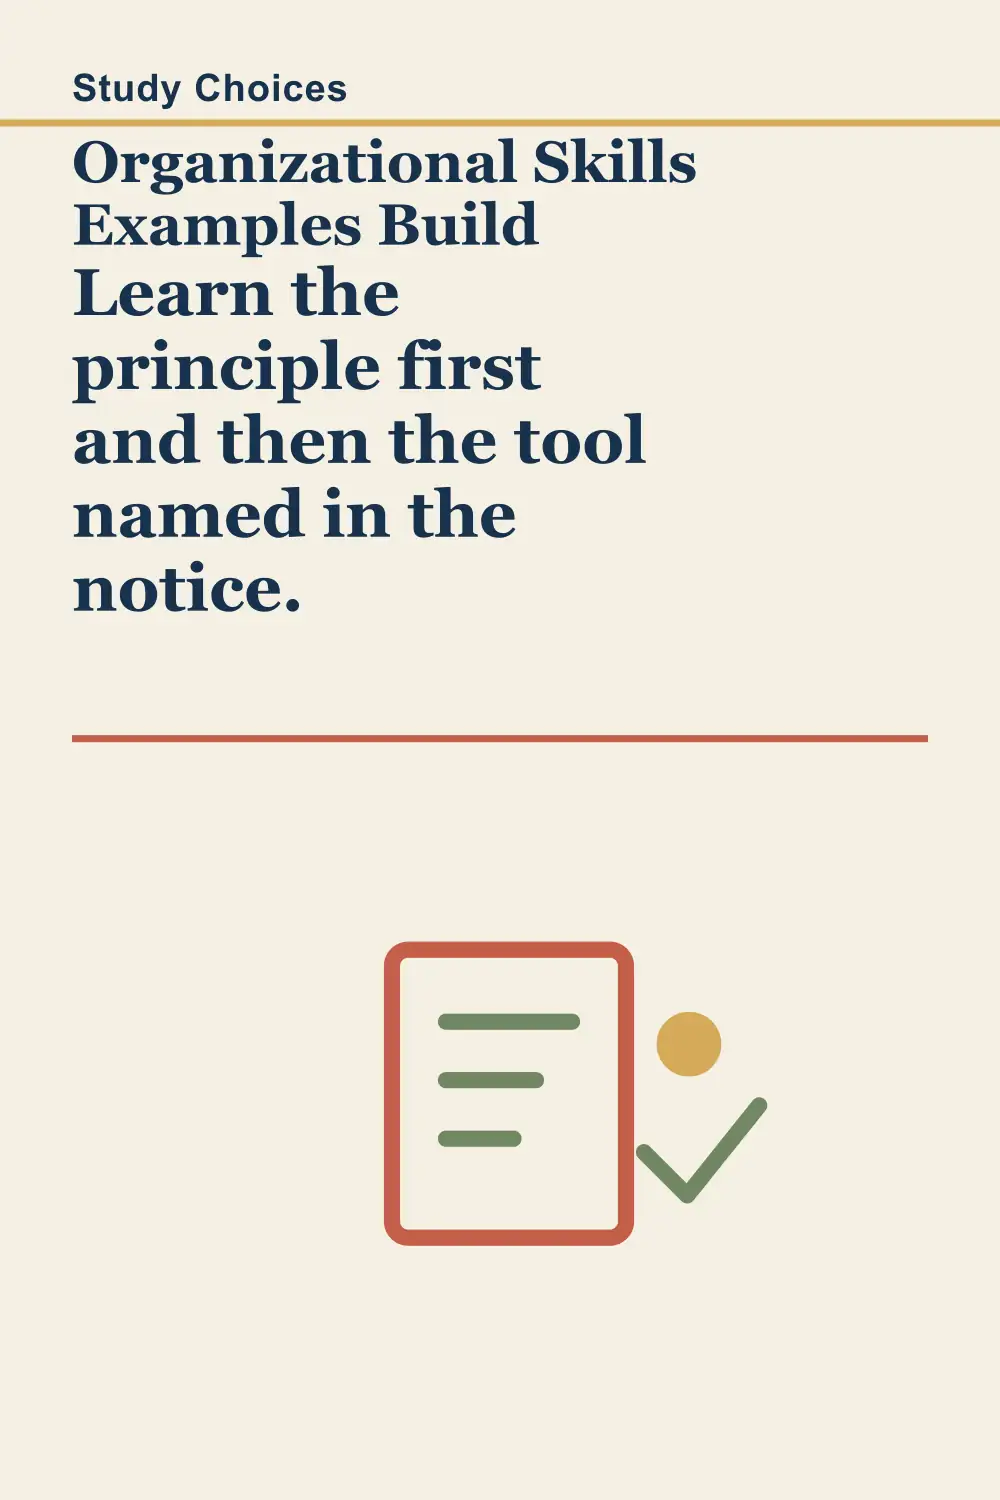 Study Choices
Organizational Skills
Examples Build
Learn the
principle first
and then the tool
named in the
notice.